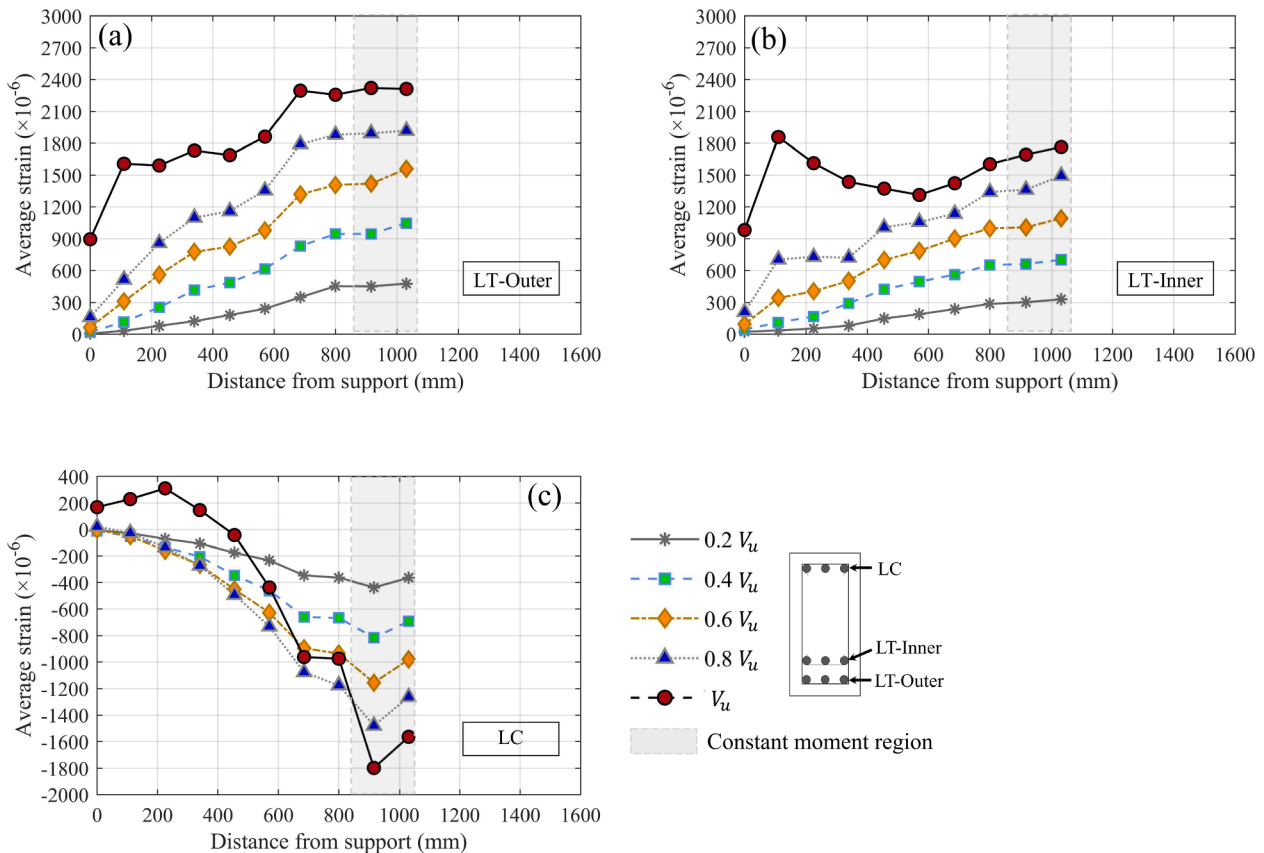 (a)
Average strain (×10⁻⁶)
3000
2700
2400
2100
1800
1500
1200
900
600
300
0
LT-Outer
0 200 400 600 800 1000 1200 1400 1600
Distance from support (mm)
(b)
Average strain (×10⁻⁶)
3000
2700
2400
2100
1800
1500
1200
900
600
300
0
LT-Inner
0 200 400 600 800 1000 1200 1400 1600
Distance from support (mm)
(c)
Average strain (×10⁻⁶)
400
200
0
-200
-400
-600
-800
-1000
-1200
-1400
-1600
-1800
-2000
LC
0 200 400 600 800 1000 1200 1400 1600
Distance from support (mm)
0.2 Vᵤ
0.4 Vᵤ
0.6 Vᵤ
0.8 Vᵤ
Vᵤ
Constant moment region
LC
LT-Inner
LT-Outer